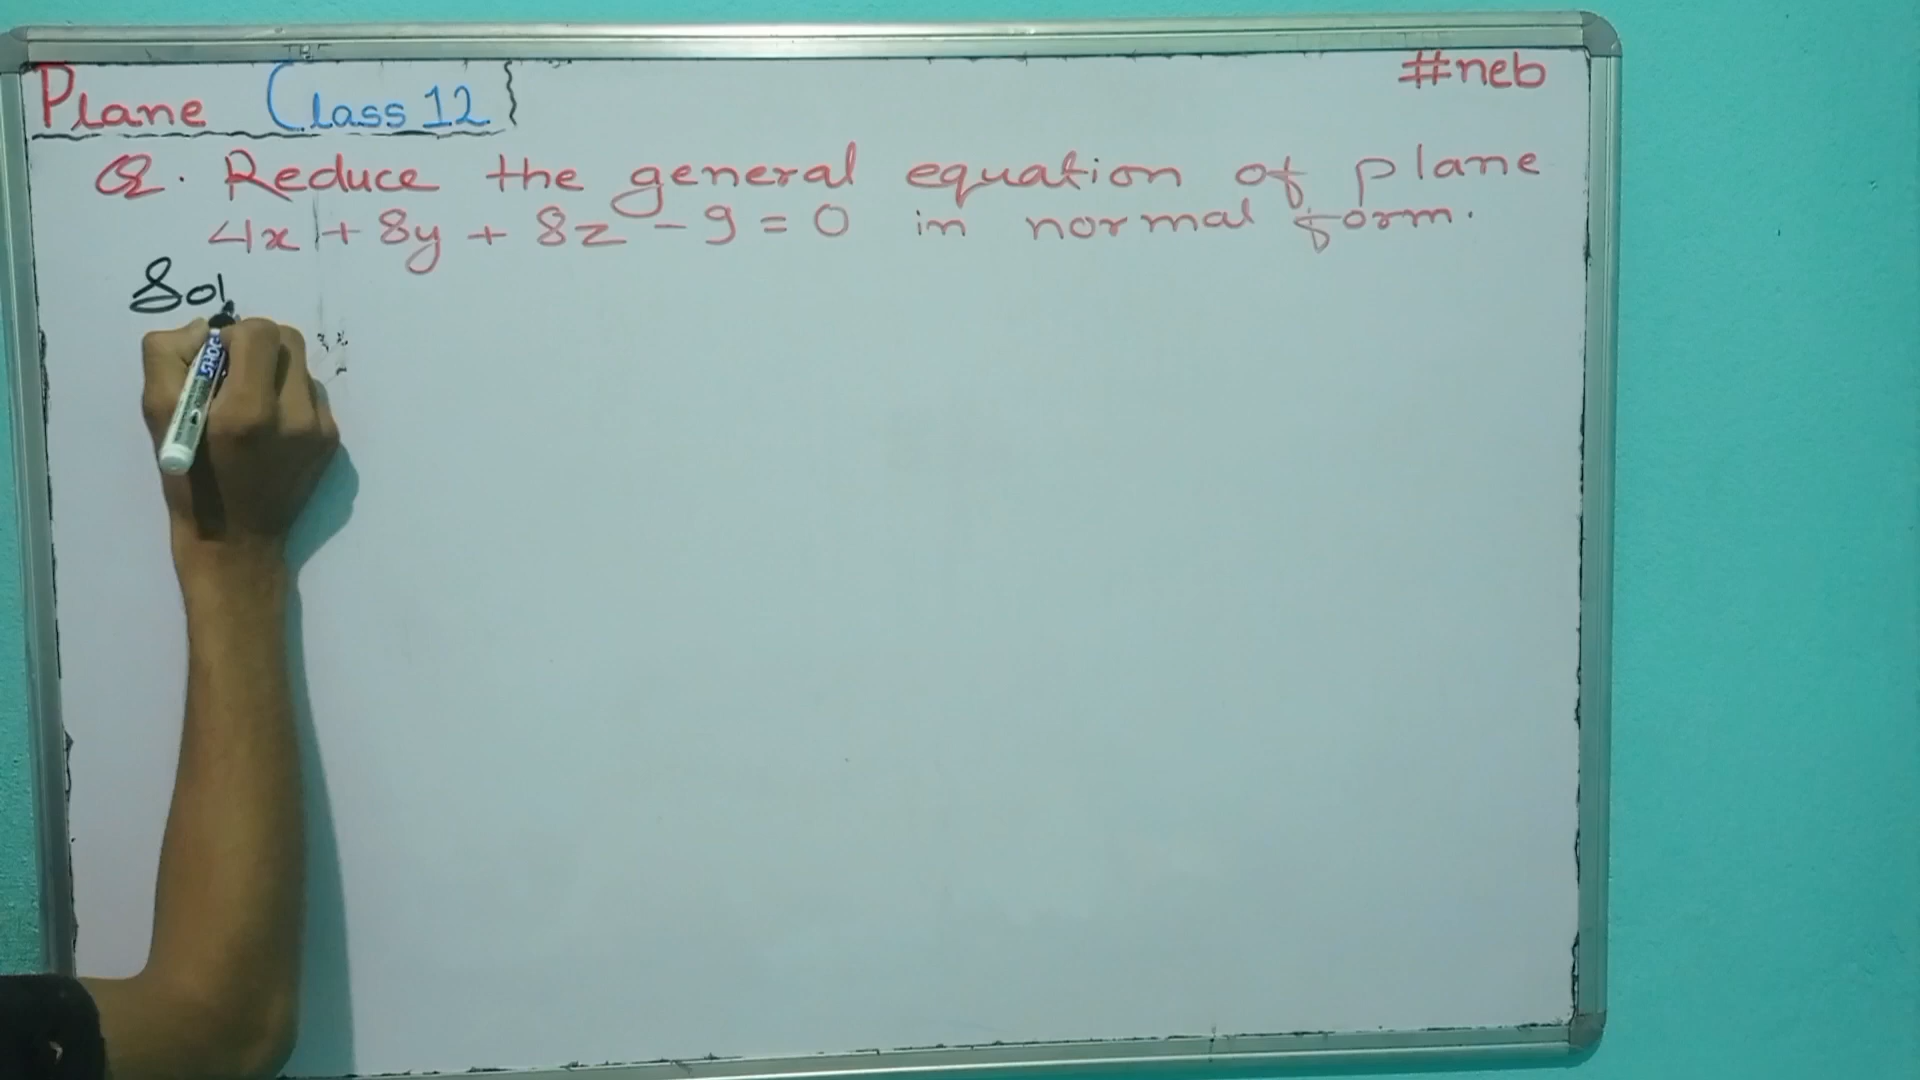 Plane Class 12
#neb
Q. Reduce the general equation of plane
4x + 8y + 8z - 9 = 0 in normal form.
Sol